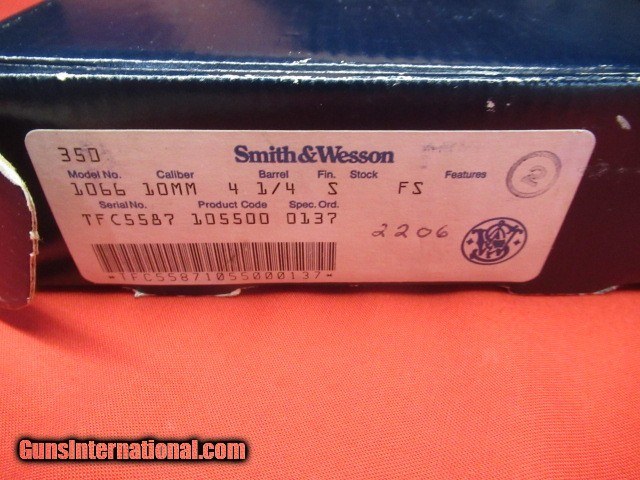 350
Smith&Wesson
Model No. Caliber Barrel Fin. Stock Features
1066 10MM 4 1/4 S FS
2
Serial No. Product Code Spec. Ord.
TFC5587 105500 0137
2206
*TFC55871055000137*
GunsInternational.com